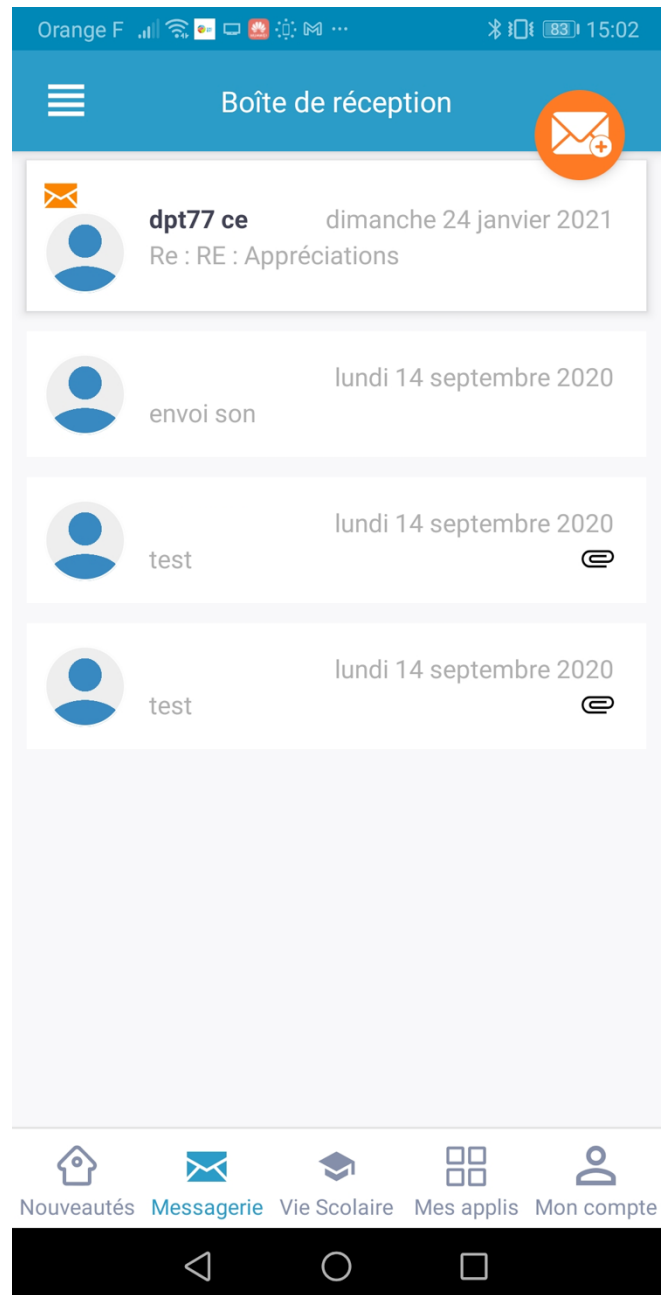 Orange F 83 15:02
Boîte de réception
dpt77 ce dimanche 24 janvier 2021
Re : RE : Appréciations
lundi 14 septembre 2020
envoi son
lundi 14 septembre 2020
test
lundi 14 septembre 2020
test
Nouveautés Messagerie Vie Scolaire Mes applis Mon compte